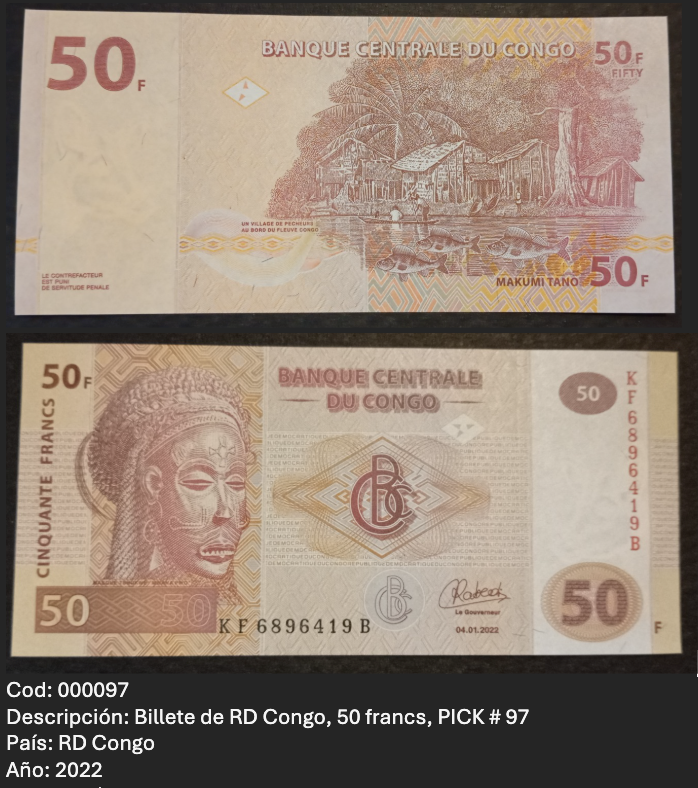 50F
BANQUE CENTRALE DU CONGO
50F
FIFTY
UN VILLAGE DE PECHEURS
AU BORD DU FLEUVE CONGO
LE CONTREFACTEUR
EST PUNI
DE SERVITUDE PENALE
MAKUMI TANO 50F
50F
CINQUANTE FRANCS
BANQUE CENTRALE
DU CONGO
50
KF6896419B
50 50
KF6896419B
Le Gouverneur
04.01.2022
50F
Cod: 000097
Descripción: Billete de RD Congo, 50 francs, PICK # 97
País: RD Congo
Año: 2022